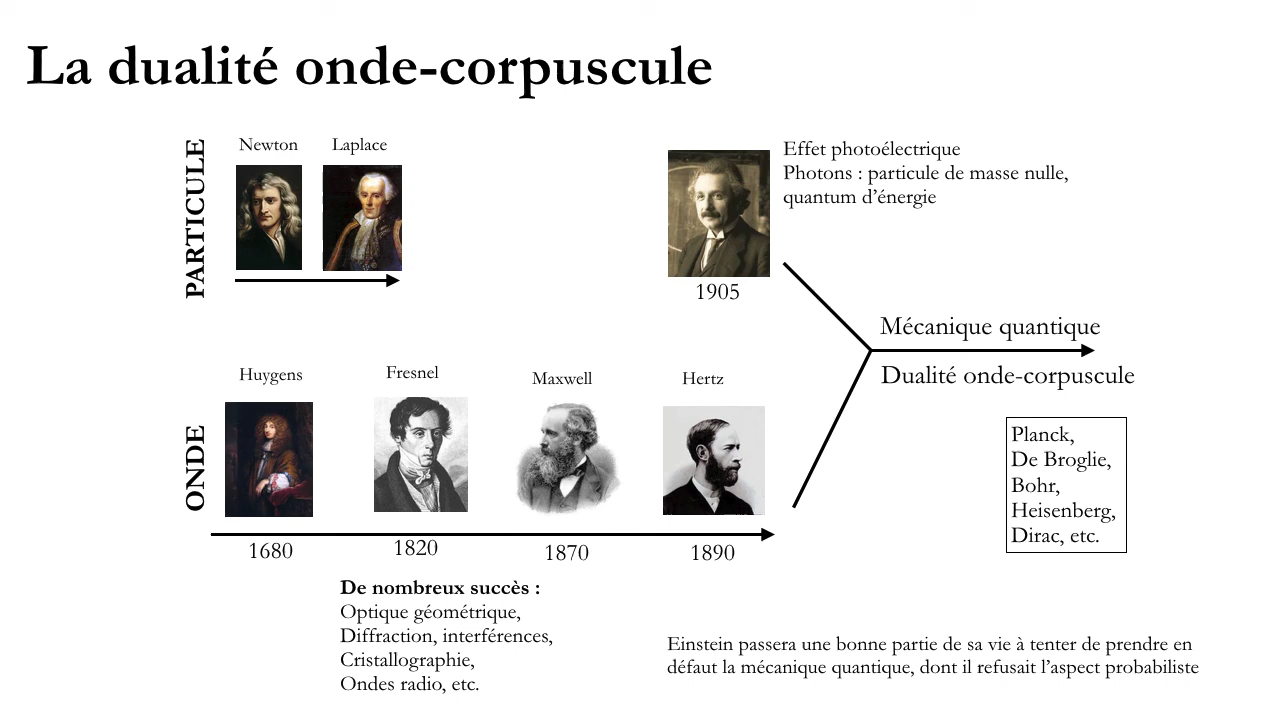 La dualité onde-corpuscule
PARTICULE
Newton
Laplace
Effet photoélectrique
Photons : particule de masse nulle,
quantum d’énergie
1905
Mécanique quantique
Dualité onde-corpuscule
ONDE
Huygens
Fresnel
Maxwell
Hertz
1680
1820
1870
1890
Planck,
De Broglie,
Bohr,
Heisenberg,
Dirac, etc.
De nombreux succès :
Optique géométrique,
Diffraction, interférences,
Cristallographie,
Ondes radio, etc.
Einstein passera une bonne partie de sa vie à tenter de prendre en
défaut la mécanique quantique, dont il refusait l’aspect probabiliste